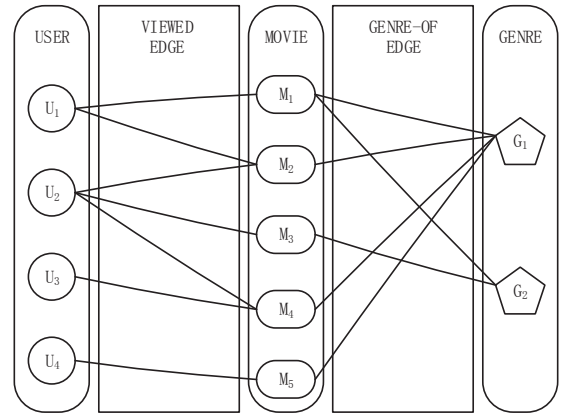 USER
VIEWED
EDGE
MOVIE
GENRE-OF
EDGE
GENRE
U₁
U₂
U₃
U₄
M₁
M₂
M₃
M₄
M₅
G₁
G₂